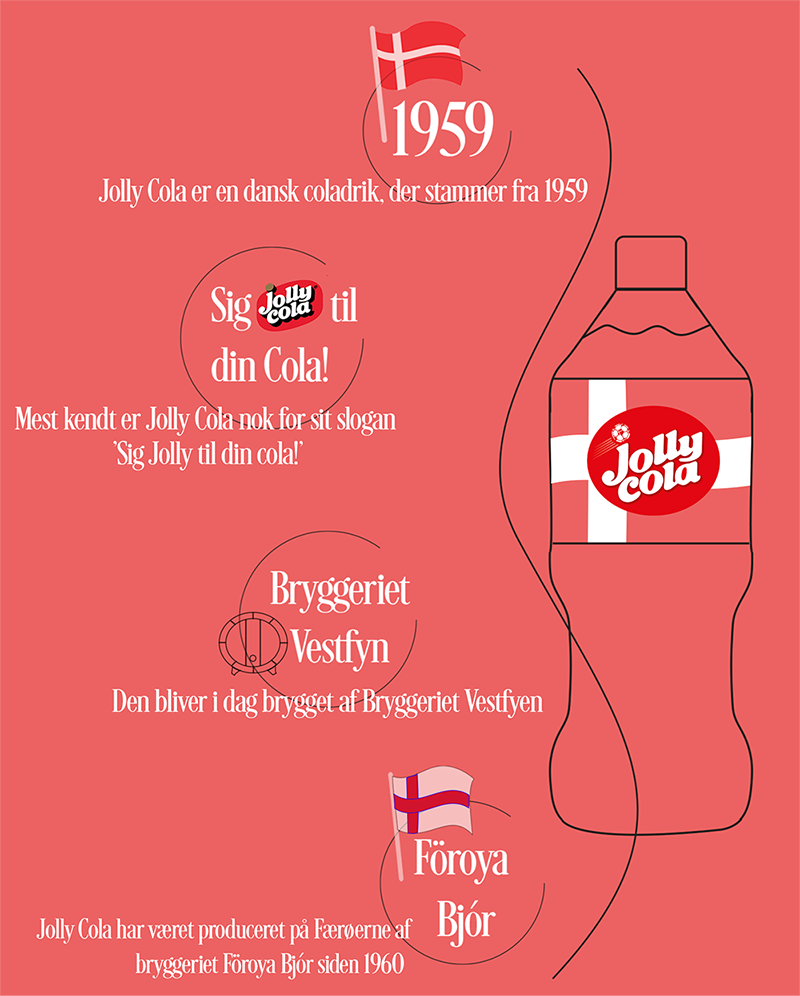 1959
Jolly Cola er en dansk coladrik, der stammer fra 1959
Sig Jolly Cola til
din Cola!
Mest kendt er Jolly Cola nok for sit slogan
'Sig Jolly til din cola!'
Jolly
Cola
Bryggeriet
Vestfyn
Den bliver i dag brygget af Bryggeriet Vestfyen
Föroya
Bjór
Jolly Cola har været produceret på Færøerne af
bryggeriet Föroya Bjór siden 1960